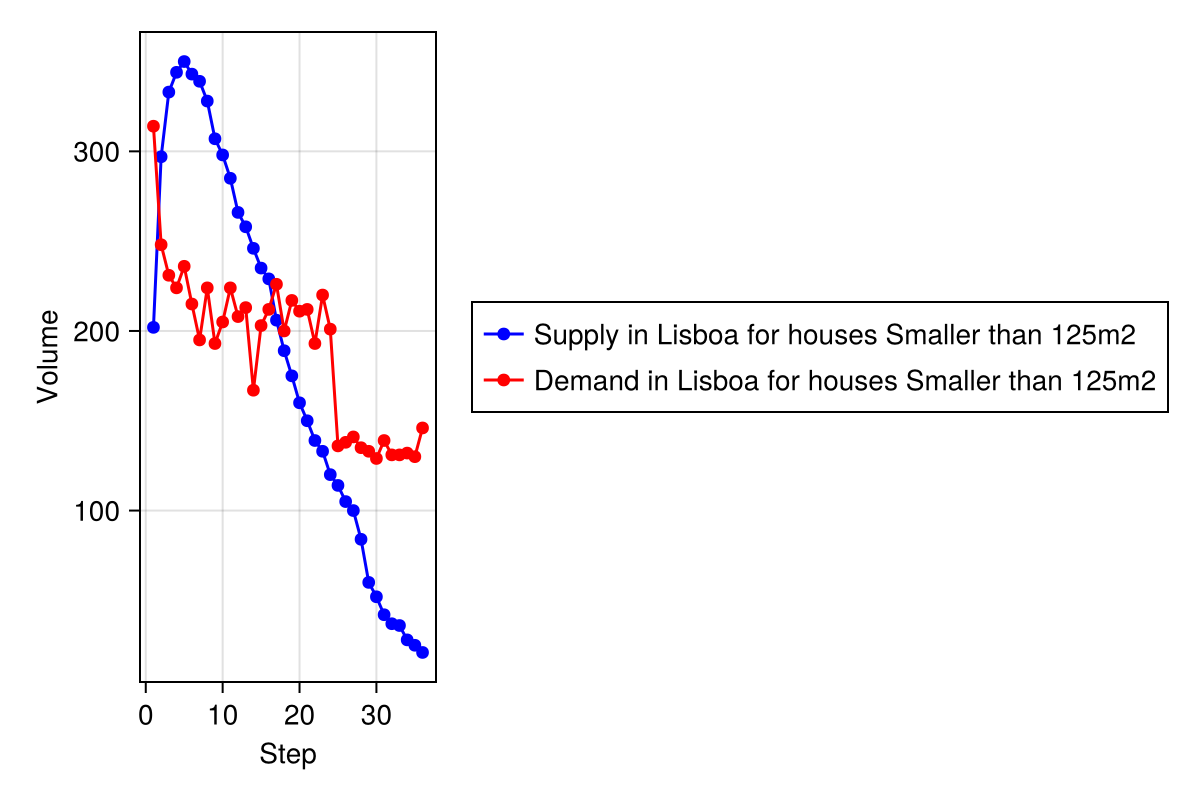 300
200
100
Volume
0 10 20 30
Step
Supply in Lisboa for houses Smaller than 125m2
Demand in Lisboa for houses Smaller than 125m2